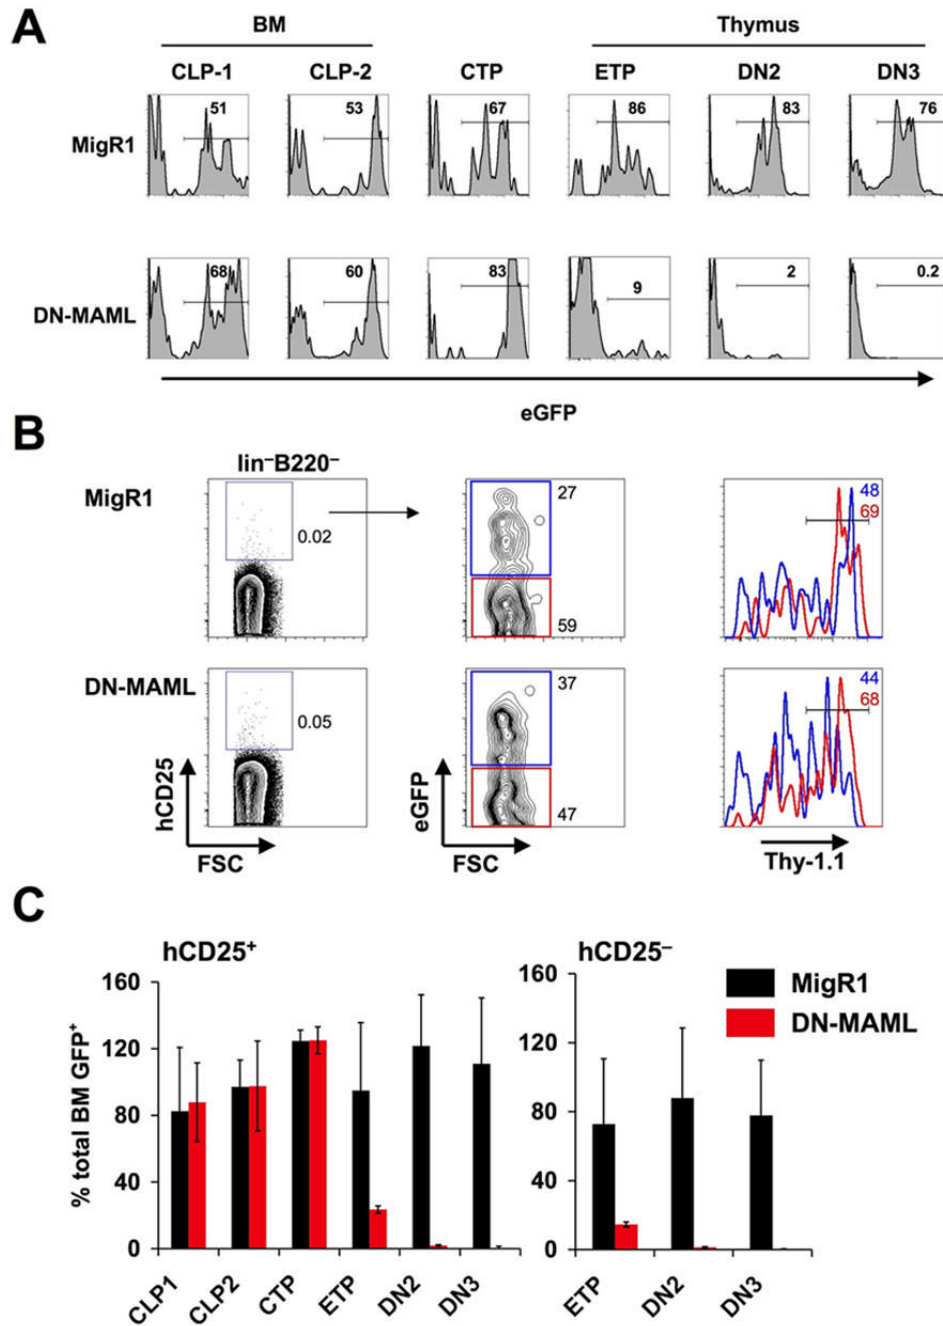 A
BM Thymus
CLP-1 CLP-2 CTP ETP DN2 DN3
MigR1
51 53 67 86 83 76
DN-MAML
68 60 83 9 2 0.2
eGFP
B
lin–B220–
MigR1
0.02
27
59
48
69
DN-MAML
0.05
37
47
44
68
hCD25
FSC
eGFP
FSC
Thy-1.1
C
hCD25+
hCD25–
MigR1
DN-MAML
% total BM GFP+
160
120
80
40
0
CLP1 CLP2 CTP ETP DN2 DN3
160
120
80
40
0
ETP DN2 DN3